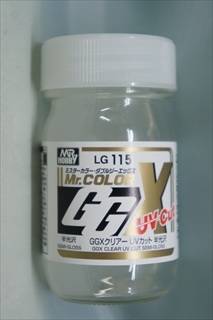 MR HOBBY
LG 115
ミスターカラー・ダブルジーエックス
Mr.COLOR
GGX
UV CUT
半光沢
SEMI-GLOSS
GGXクリアー UVカット 半光沢
GGX CLEAR UV CUT SEMI-GLOSS